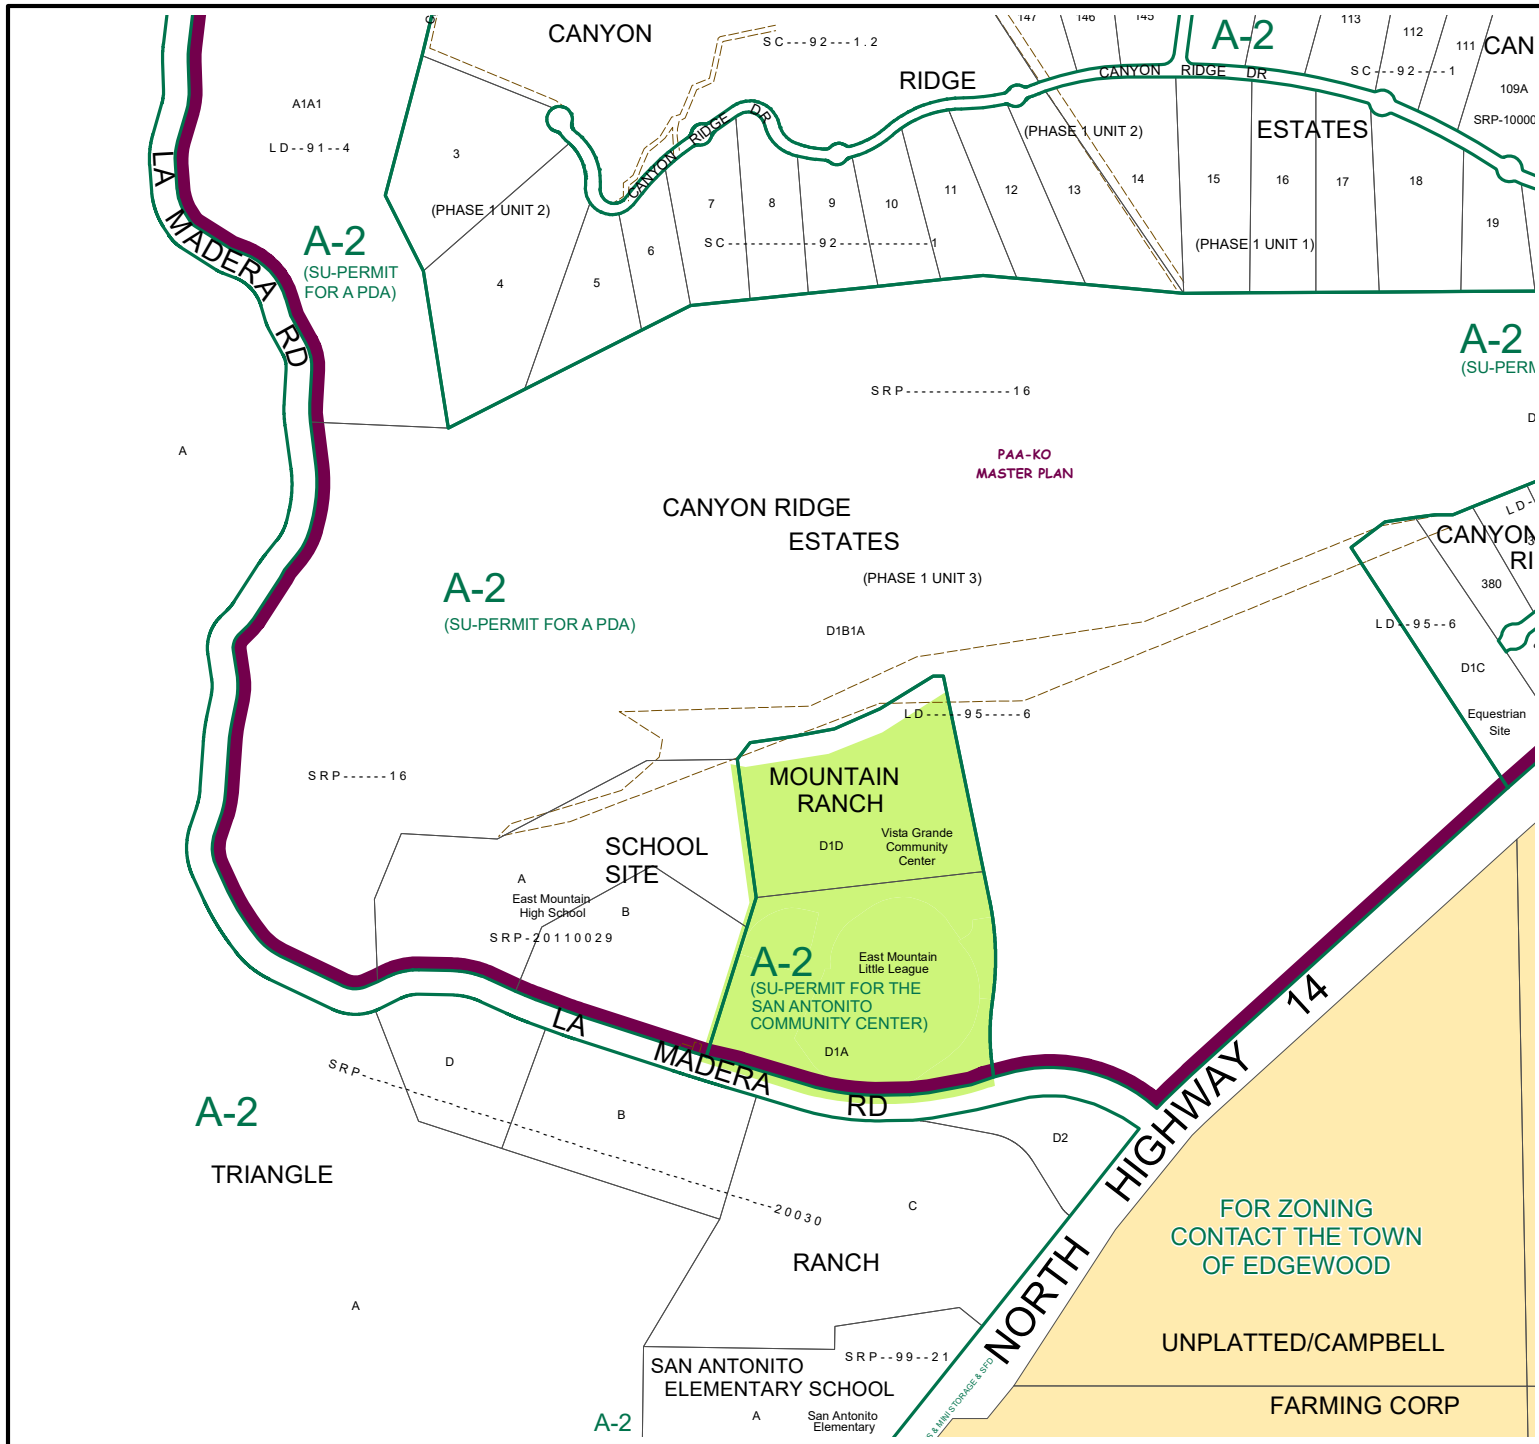 CANYON
SC---92---1.2
147
146
145
A-2
113
112
111
CAN
RIDGE
CANYON RIDGE DR
SC---92----1
109A
SRP-10000
A1A1
LD--91--4
3
CANYON RIDGE DR
(PHASE 1 UNIT 2)
ESTATES
LA MADERA RD
(PHASE 1 UNIT 2)
7
8
9
10
11
12
13
14
15
16
17
18
19
A-2
(SU-PERMIT
FOR A PDA)
4
5
6
SC------------92----------1
(PHASE 1 UNIT 1)
A-2
(SU-PERM
SRP-------------16
D
A
PAA-KO
MASTER PLAN
CANYON RIDGE
ESTATES
LD-
CANYON
RI
3
A-2
(SU-PERMIT FOR A PDA)
(PHASE 1 UNIT 3)
380
D1B1A
LD--95--6
D1C
LD-----95-----6
Equestrian
Site
SRP------16
MOUNTAIN
RANCH
SCHOOL
SITE
D1D
Vista Grande
Community
Center
A
East Mountain
High School
B
SRP-20110029
A-2
(SU-PERMIT FOR THE
SAN ANTONITO
COMMUNITY CENTER)
East Mountain
Little League
D1A
LA MADERA RD
NORTH HIGHWAY 14
D
SRP
20030
A-2
B
D2
TRIANGLE
C
RANCH
FOR ZONING
CONTACT THE TOWN
OF EDGEWOOD
A
UNPLATTED/CAMPBELL
SRP--99--21
SAN ANTONITO
ELEMENTARY SCHOOL
FARMING CORP
A-2
A
San Antonito
Elementary
S & MINI STORAGE & SFD